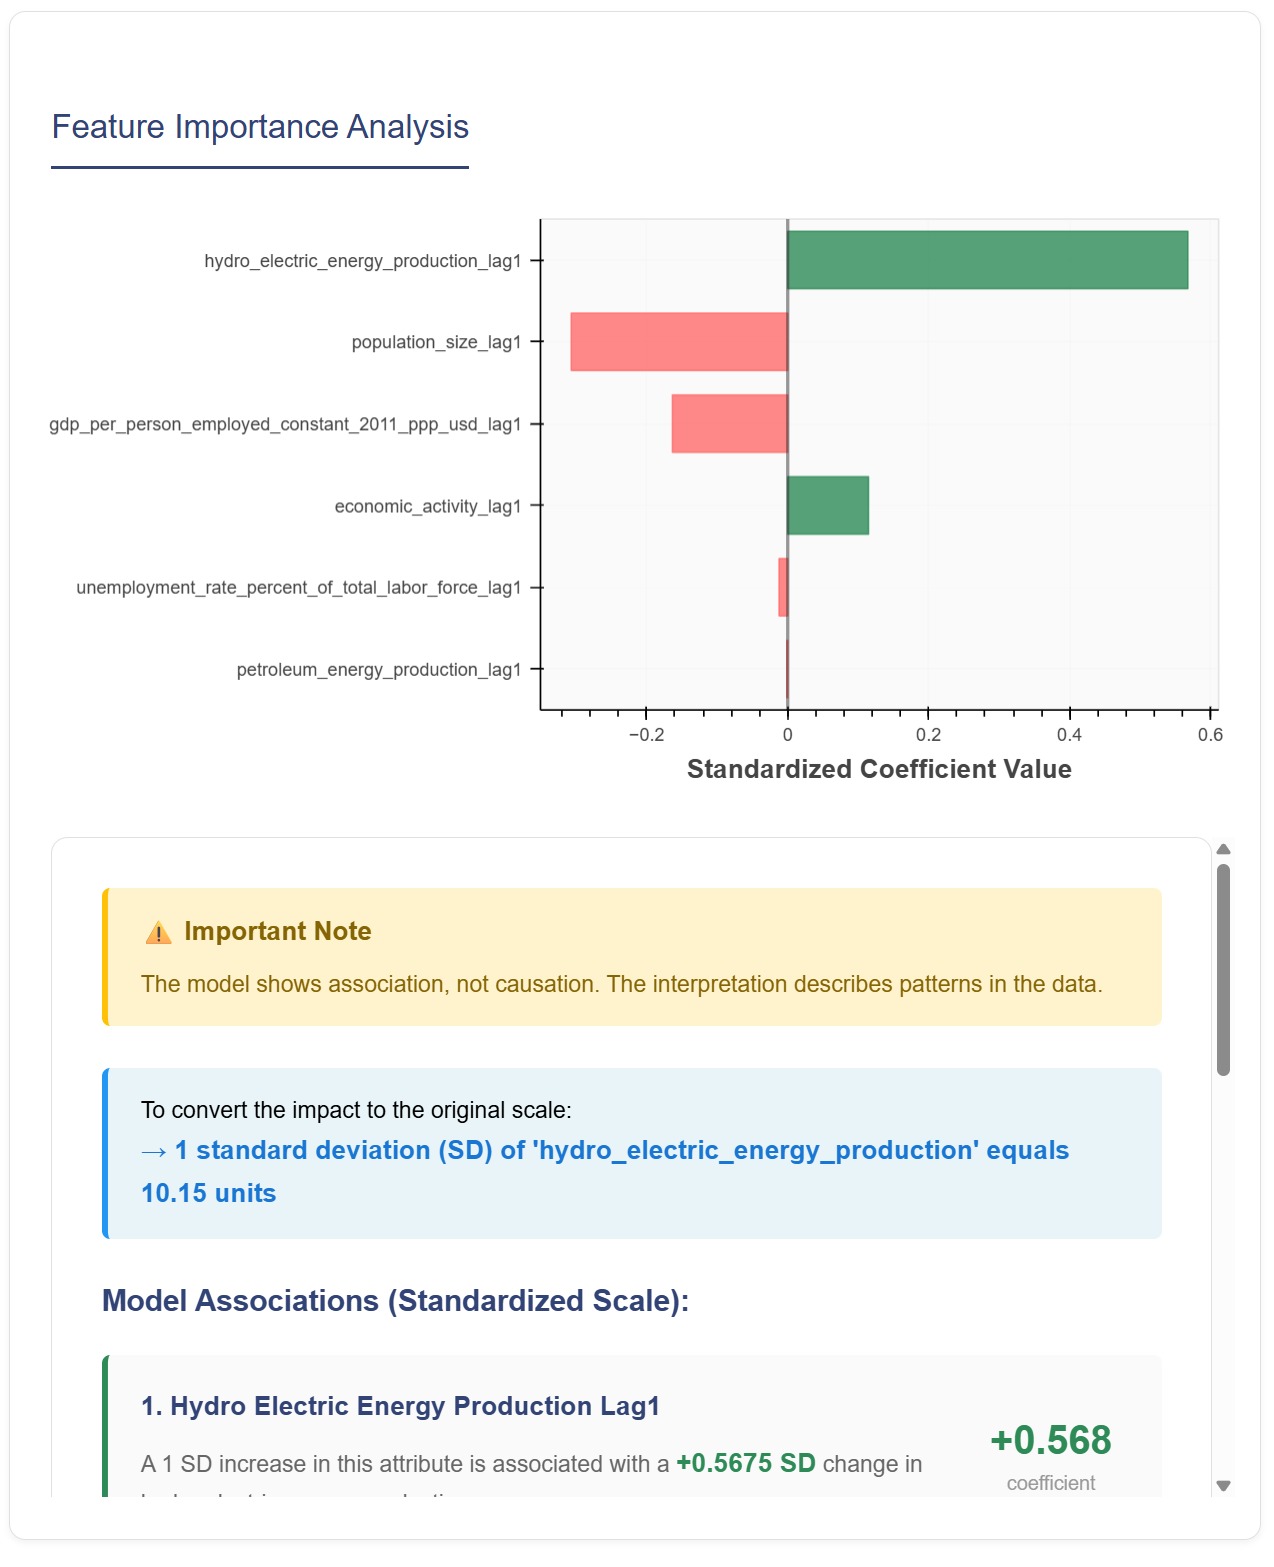 Feature Importance Analysis
hydro_electric_energy_production_lag1
population_size_lag1
gdp_per_person_employed_constant_2011_ppp_usd_lag1
economic_activity_lag1
unemployment_rate_percent_of_total_labor_force_lag1
petroleum_energy_production_lag1
−0.2 0 0.2 0.4 0.6
Standardized Coefficient Value
⚠️ Important Note
The model shows association, not causation. The interpretation describes patterns in the data.
To convert the impact to the original scale:
→ 1 standard deviation (SD) of 'hydro_electric_energy_production' equals
10.15 units
Model Associations (Standardized Scale):
1. Hydro Electric Energy Production Lag1
A 1 SD increase in this attribute is associated with a +0.5675 SD change in
+0.568
coefficient